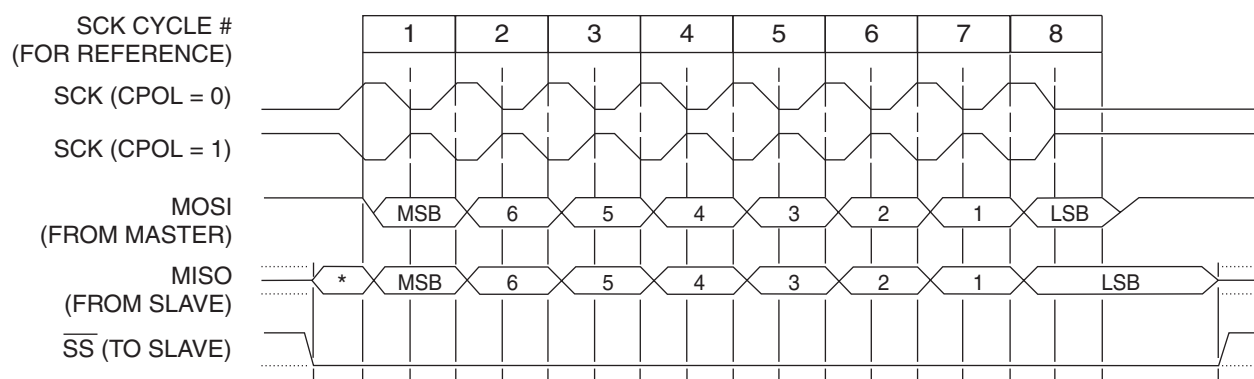 SCK CYCLE #
(FOR REFERENCE)
1 2 3 4 5 6 7 8
SCK (CPOL = 0)
SCK (CPOL = 1)
MOSI
(FROM MASTER)
MSB 6 5 4 3 2 1 LSB
MISO
(FROM SLAVE)
* MSB 6 5 4 3 2 1 LSB
SS (TO SLAVE)